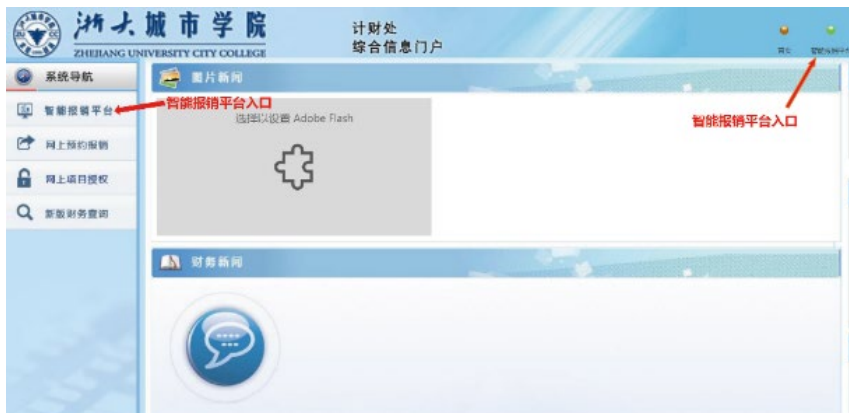 浙大城市学院
ZHEJIANG UNIVERSITY CITY COLLEGE
计财处
综合信息门户
首页
系统导航
图片新闻
智能报销平台
智能报销平台入口
选择以设置 Adobe Flash
智能报销平台入口
网上预约报销
网上项目授权
新版财务查询
财务新闻